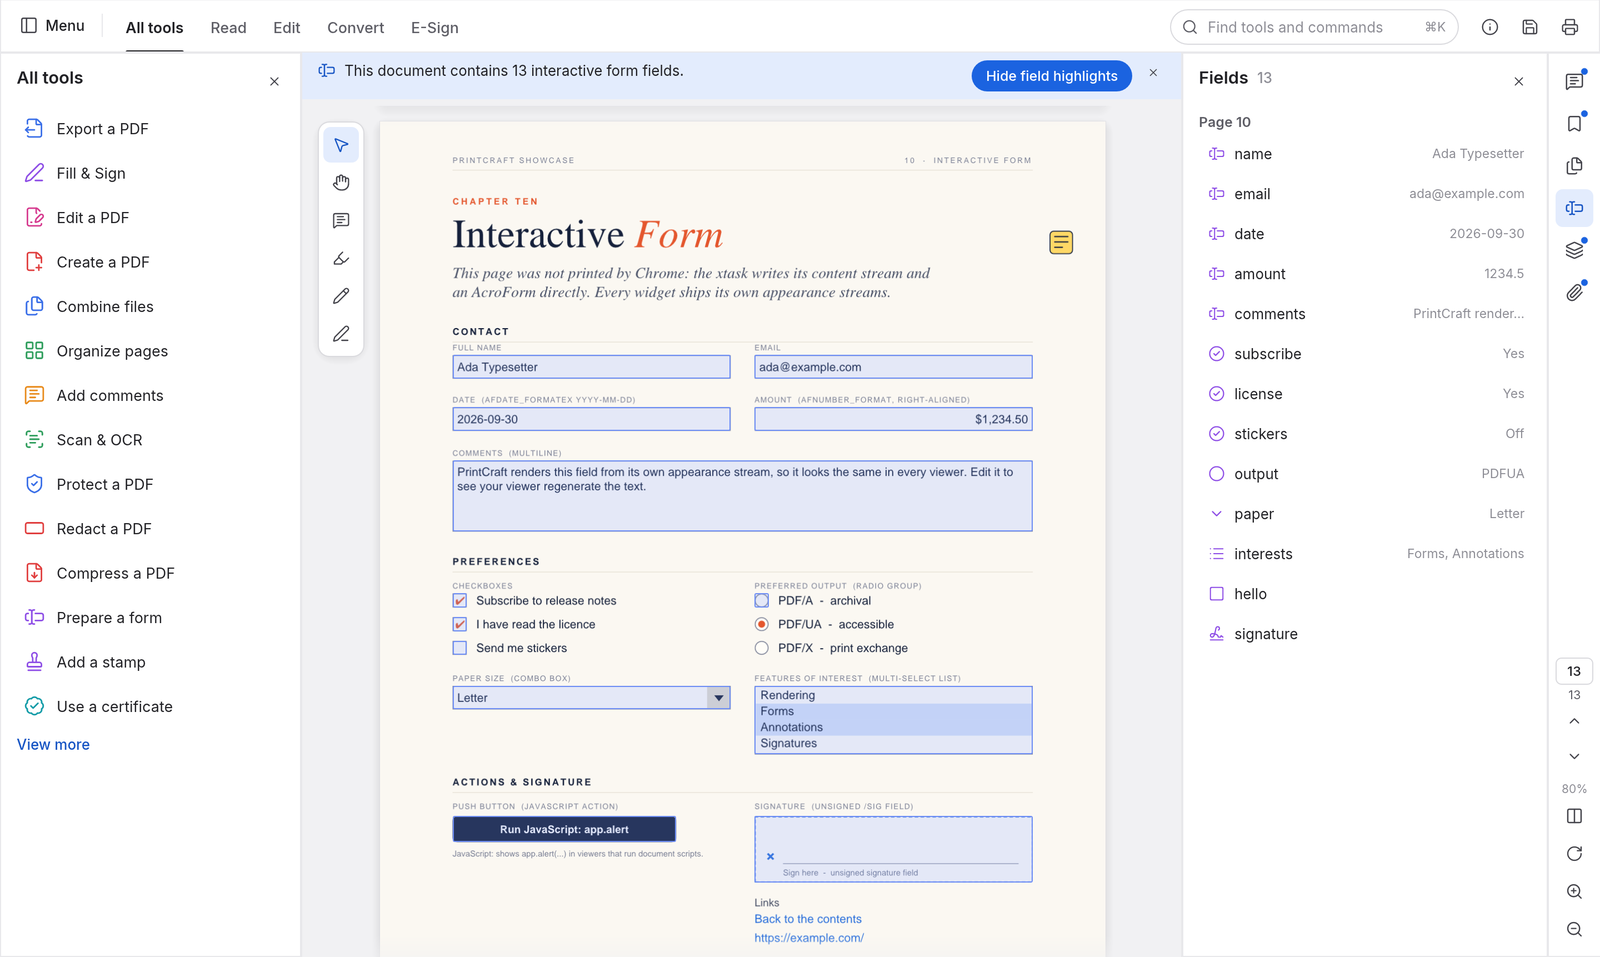 Menu
All tools
Read
Edit
Convert
E-Sign
Find tools and commands
⌘K
All tools
Export a PDF
Fill & Sign
Edit a PDF
Create a PDF
Combine files
Organize pages
Add comments
Scan & OCR
Protect a PDF
Redact a PDF
Compress a PDF
Prepare a form
Add a stamp
Use a certificate
View more
This document contains 13 interactive form fields.
Hide field highlights
PRINTCRAFT SHOWCASE
10 - INTERACTIVE FORM
CHAPTER TEN
Interactive Form
This page was not printed by Chrome: the xtask writes its content stream and
an AcroForm directly. Every widget ships its own appearance streams.
CONTACT
FULL NAME
Ada Typesetter
EMAIL
ada@example.com
DATE (AFDATE_FORMATEX YYYY-MM-DD)
2026-09-30
AMOUNT (AFNUMBER_FORMAT, RIGHT-ALIGNED)
$1,234.50
COMMENTS (MULTILINE)
PrintCraft renders this field from its own appearance stream, so it looks the same in every viewer. Edit it to
see your viewer regenerate the text.
PREFERENCES
CHECKBOXES
Subscribe to release notes
I have read the licence
Send me stickers
PREFERRED OUTPUT (RADIO GROUP)
PDF/A - archival
PDF/UA - accessible
PDF/X - print exchange
PAPER SIZE (COMBO BOX)
Letter
FEATURES OF INTEREST (MULTI-SELECT LIST)
Rendering
Forms
Annotations
Signatures
ACTIONS & SIGNATURE
PUSH BUTTON (JAVASCRIPT ACTION)
Run JavaScript: app.alert
JavaScript: shows app.alert(...) in viewers that run document scripts.
SIGNATURE (UNSIGNED /SIG FIELD)
Sign here - unsigned signature field
Links
Back to the contents
https://example.com/
Fields 13
Page 10
name Ada Typesetter
email ada@example.com
date 2026-09-30
amount 1234.5
comments PrintCraft render...
subscribe Yes
license Yes
stickers Off
output PDFUA
paper Letter
interests Forms, Annotations
hello
signature
13
13
80%